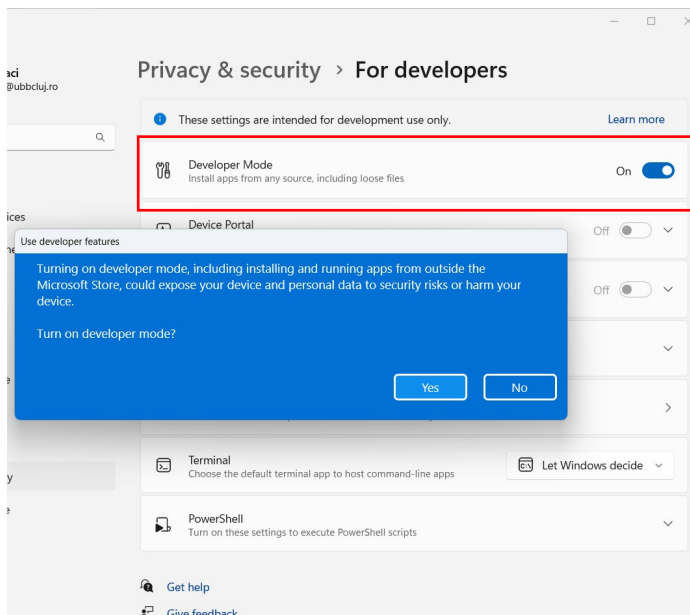 aci
@ubbcluj.ro
Privacy & security > For developers
These settings are intended for development use only.
Learn more
Developer Mode
Install apps from any source, including loose files
On
ices
Device Portal
Off
Use developer features
Turning on developer mode, including installing and running apps from outside the
Microsoft Store, could expose your device and personal data to security risks or harm your
device.
Turn on developer mode?
Yes
No
Off
Terminal
Choose the default terminal app to host command-line apps
Let Windows decide
y
PowerShell
Turn on these settings to execute PowerShell scripts
e
Get help
Give feedback